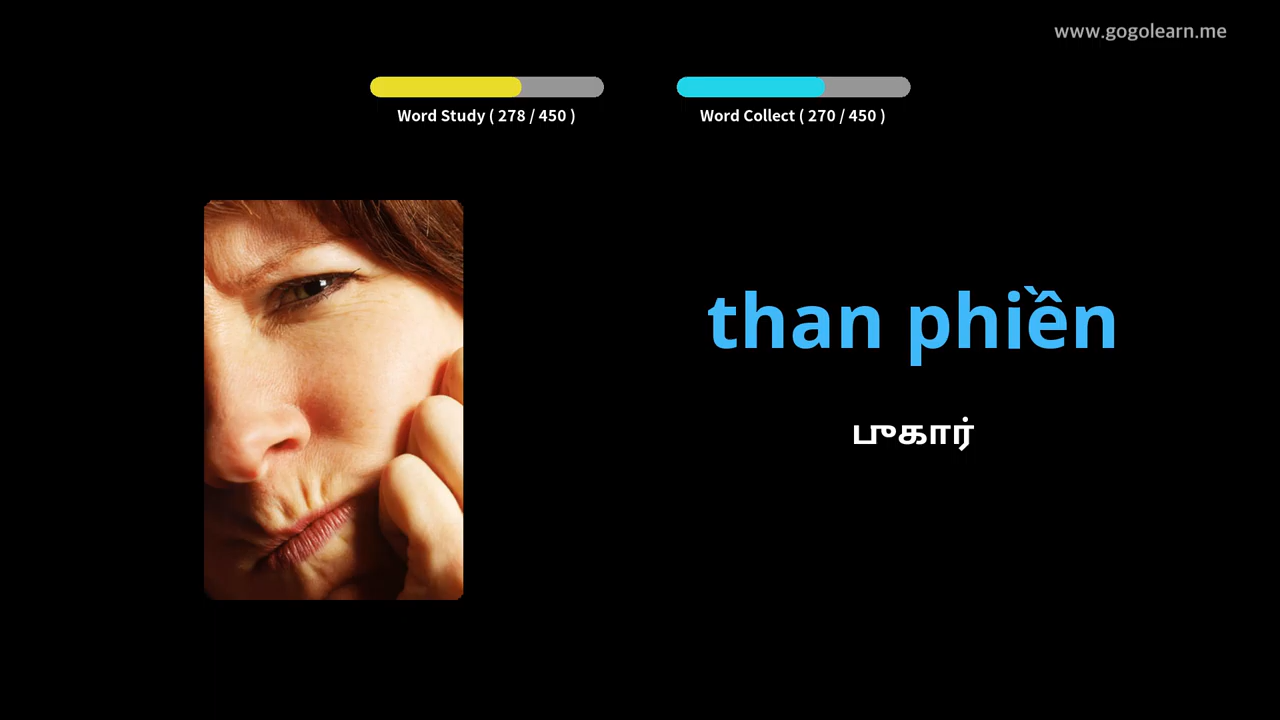 www.gogolearn.me
Word Study ( 278 / 450 )
Word Collect ( 270 / 450 )
than phiền
புகார்